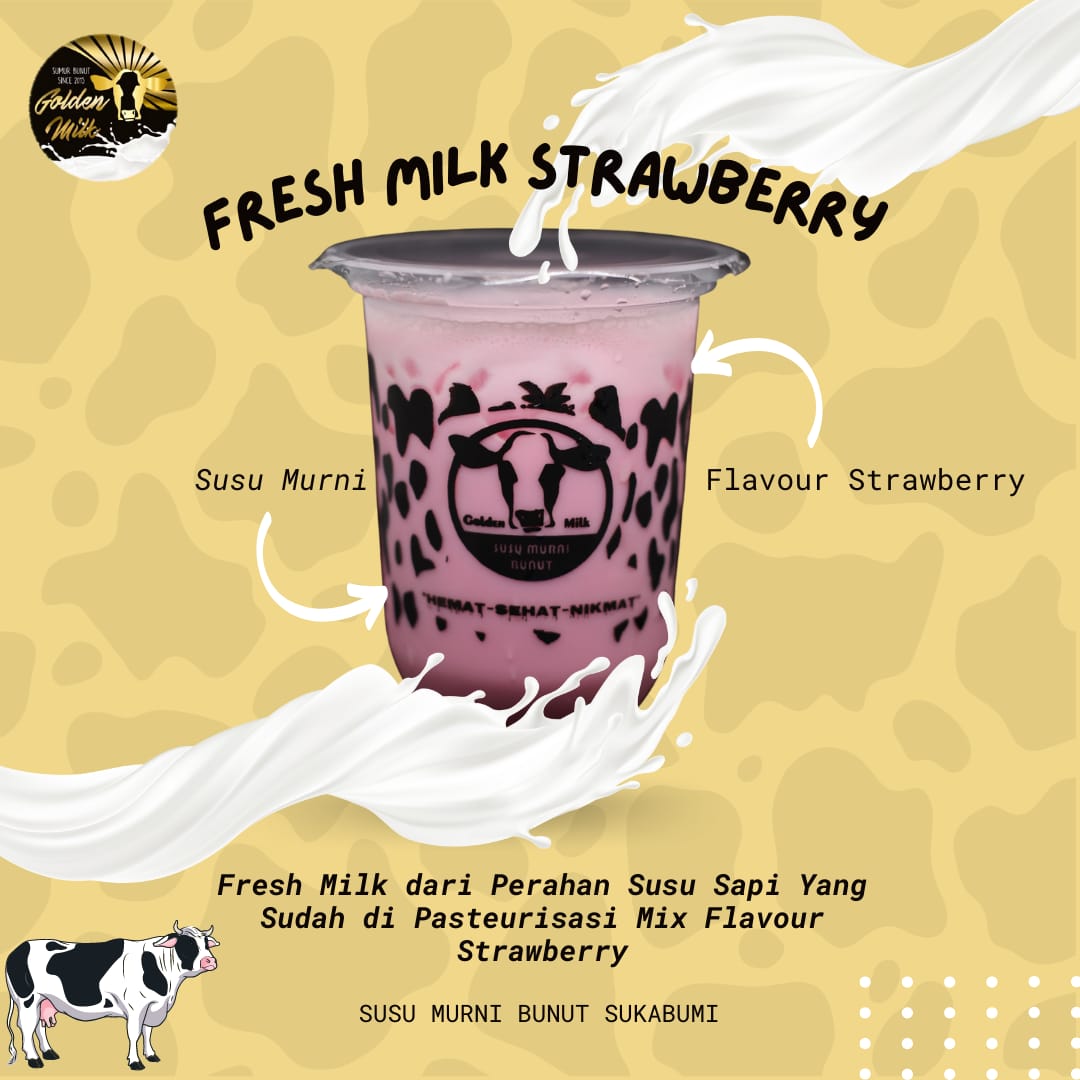 SUMUR BUNUT
SINCE 2015
Golden
Milk
FRESH MILK STRAWBERRY
Susu Murni
Flavour Strawberry
Golden Milk
SUSU MURNI
BUNUT
"HEMAT-SEHAT-NIKMAT"
Fresh Milk dari Perahan Susu Sapi Yang
Sudah di Pasteurisasi Mix Flavour
Strawberry
SUSU MURNI BUNUT SUKABUMI